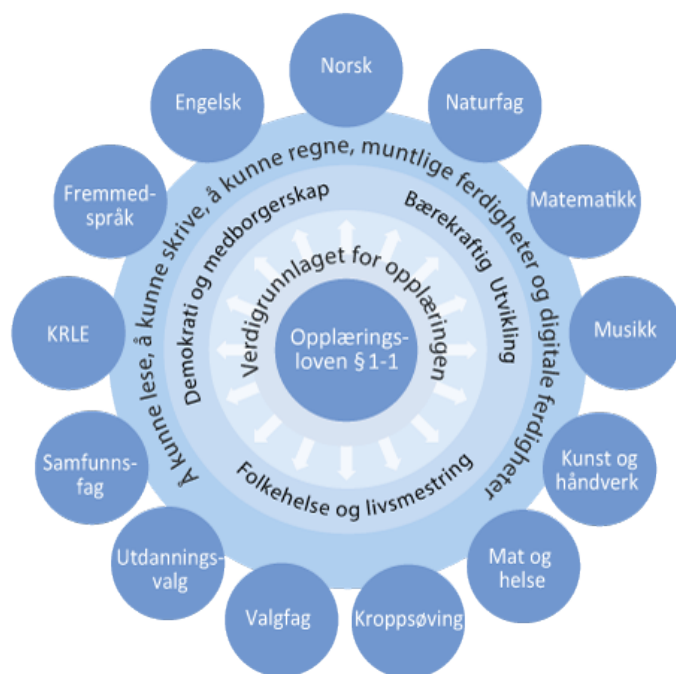 Norsk
Naturfag
Matematikk
Musikk
Kunst og
håndverk
Mat og
helse
Kroppsøving
Valgfag
Utdannings-
valg
Samfunns-
fag
KRLE
Fremmed-
språk
Engelsk
Å kunne lese, å kunne skrive, å kunne regne, muntlige ferdigheter og digitale ferdigheter
Demokrati og medborgerskap
Bærekraftig Utvikling
Folkehelse og livsmestring
Verdigrunnlaget for opplæringen
Opplærings-
loven § 1-1